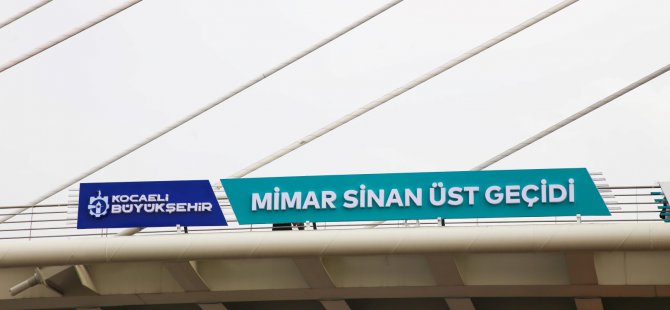 KOCAELİ
BÜYÜKŞEHİR
MİMAR SİNAN ÜST GEÇİDİ